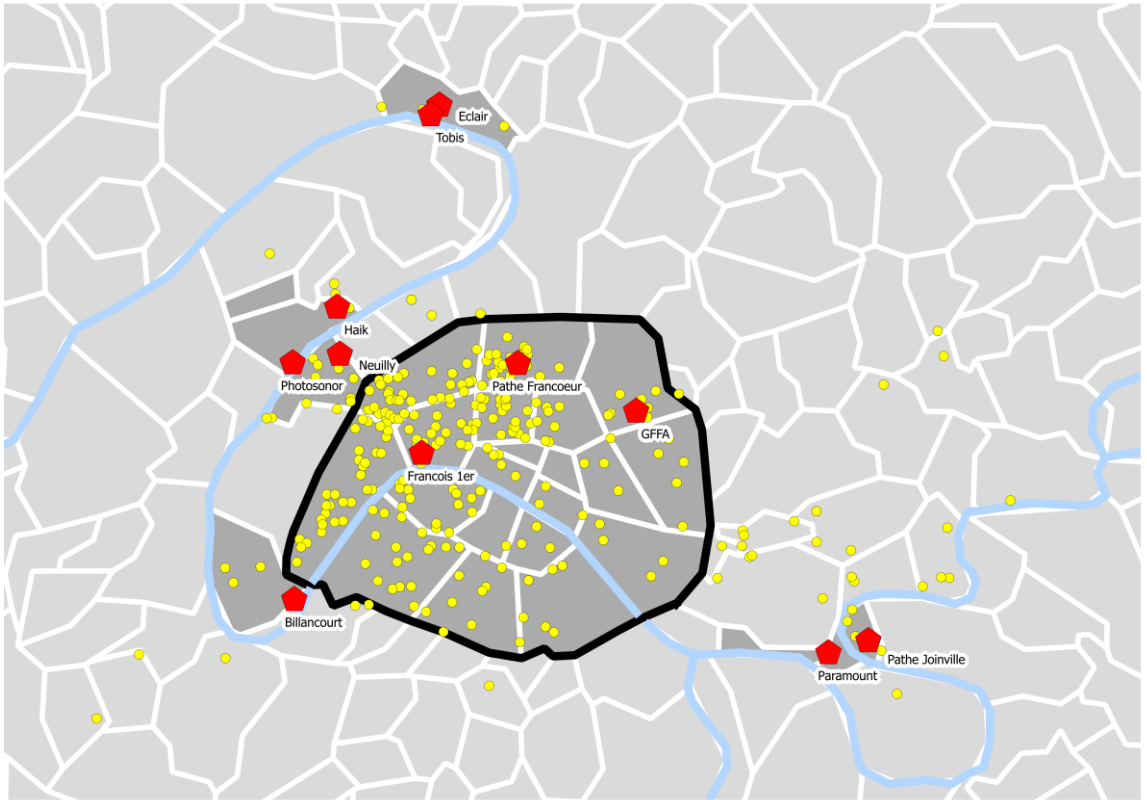 Eclair
Tobis
Haik
Neuilly
Photosonor
Pathe Francoeur
GFFA
Francois 1er
Billancourt
Pathe Joinville
Paramount